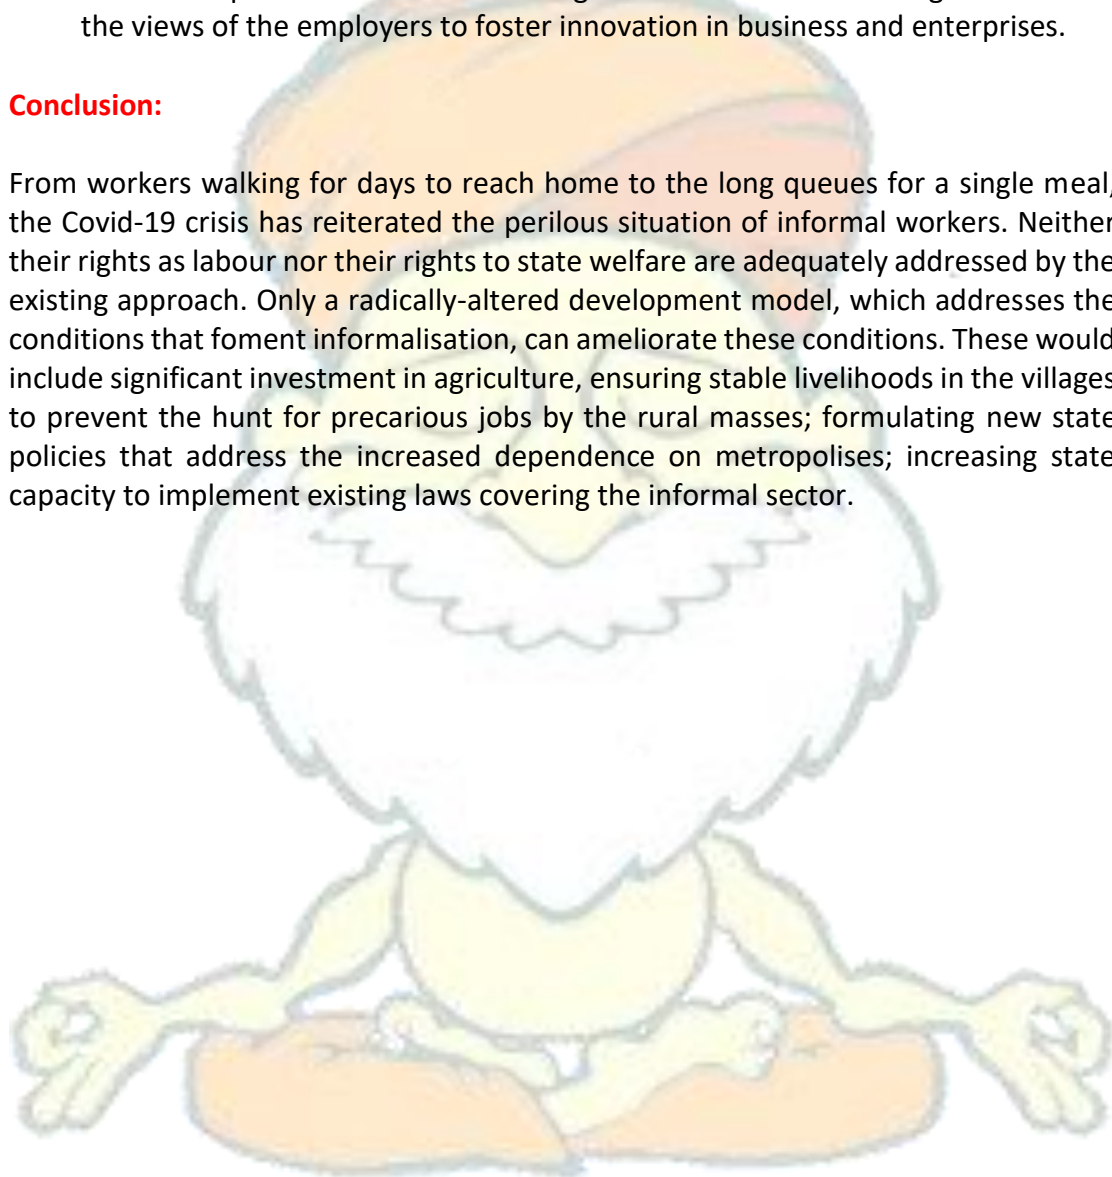 the views of the employers to foster innovation in business and enterprises.
Conclusion:
From workers walking for days to reach home to the long queues for a single meal,
the Covid-19 crisis has reiterated the perilous situation of informal workers. Neither
their rights as labour nor their rights to state welfare are adequately addressed by the
existing approach. Only a radically-altered development model, which addresses the
conditions that foment informalisation, can ameliorate these conditions. These would
include significant investment in agriculture, ensuring stable livelihoods in the villages
to prevent the hunt for precarious jobs by the rural masses; formulating new state
policies that address the increased dependence on metropolises; increasing state
capacity to implement existing laws covering the informal sector.